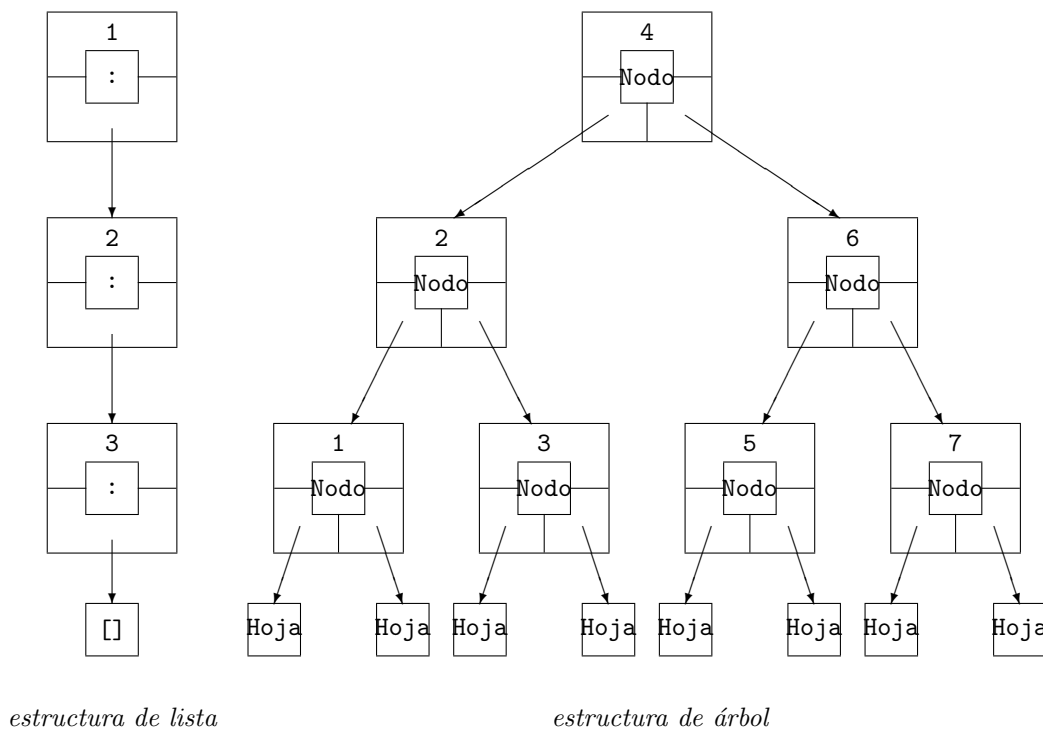 1 4
: Nodo
2 2 6
: Nodo Nodo
3 1 3 5 7
: Nodo Nodo Nodo Nodo
[] Hoja Hoja Hoja Hoja Hoja Hoja Hoja Hoja
estructura de lista estructura de árbol